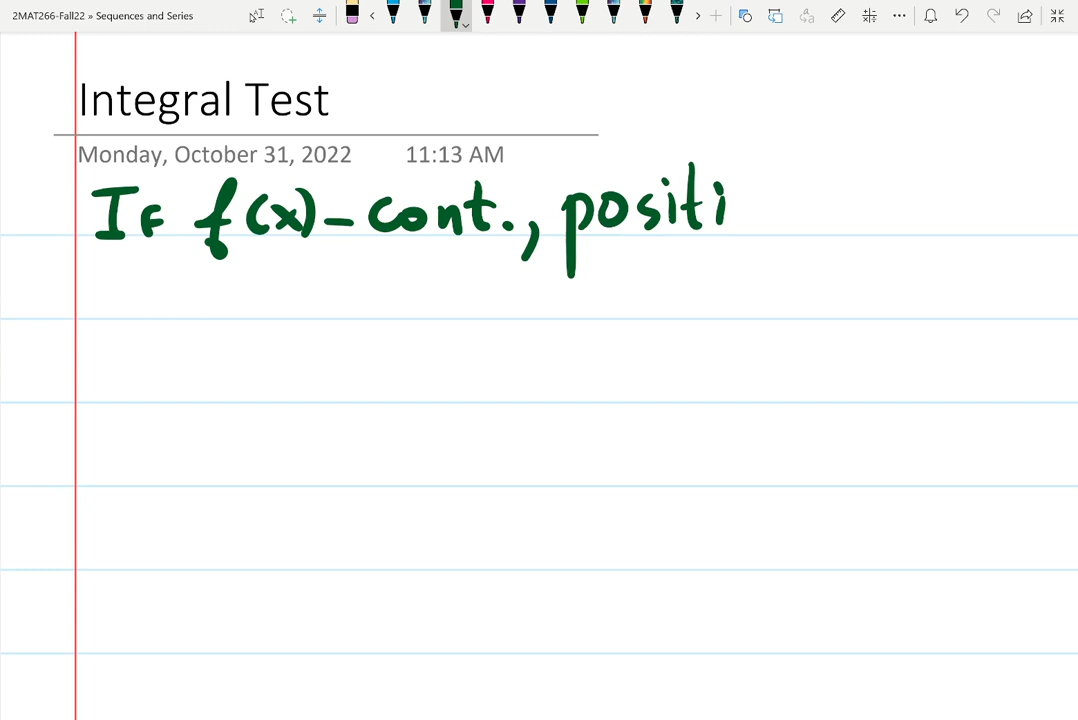 2MAT266-Fall22 » Sequences and Series
Integral Test
Monday, October 31, 2022 11:13 AM
If f(x) – cont., positi